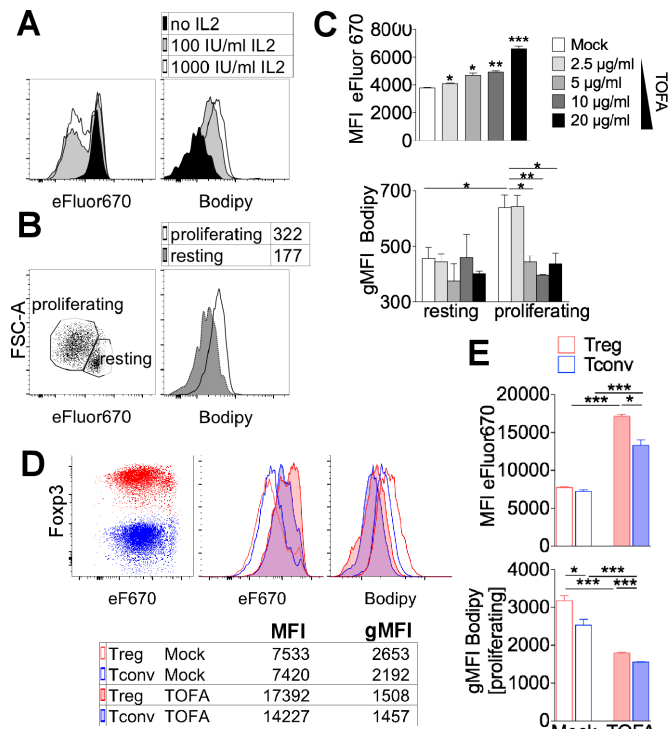 A
no IL2
100 IU/ml IL2
1000 IU/ml IL2
eFluor670
Bodipy
B
proliferating 322
resting 177
FSC-A
proliferating
resting
eFluor670
Bodipy
C
MFI eFluor 670
8000
6000
4000
2000
0
*
*
**
***
Mock
2.5 µg/ml
5 µg/ml
10 µg/ml
20 µg/ml
TOFA
gMFI Bodipy
700
500
300
*
*
**
*
resting
proliferating
D
Foxp3
eF670
eF670
Bodipy
MFI gMFI
Treg Mock 7533 2653
Tconv Mock 7420 2192
Treg TOFA 17392 1508
Tconv TOFA 14227 1457
E
Treg
Tconv
MFI eFluor670
20000
15000
10000
5000
0
***
***
*
gMFI Bodipy
[proliferating]
4000
3000
2000
1000
0
* ***
*** ***
Mock TOFA